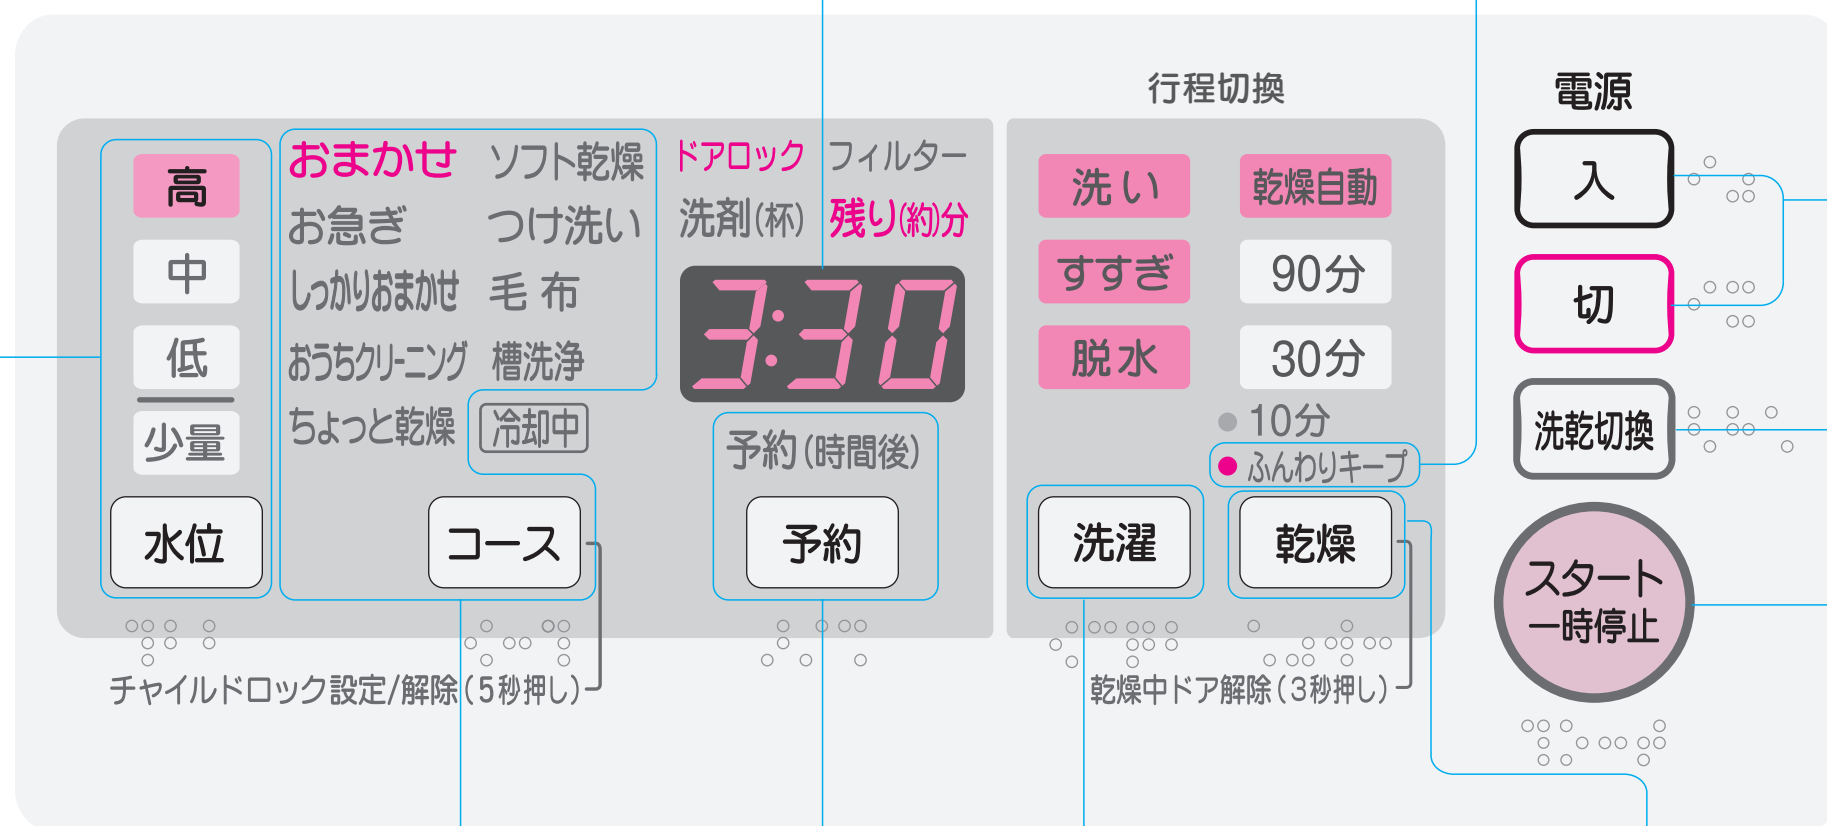 行程切換
電源
高
中
低
少量
おまかせ
お急ぎ
しっかりおまかせ
おうちクリーニング
ちょっと乾燥
ソフト乾燥
つけ洗い
毛布
槽洗浄
冷却中
ドアロック
フィルター
洗剤(杯)
残り(約)分
3:30
予約(時間後)
洗い
すすぎ
脱水
乾燥自動
90分
30分
10分
ふんわりキープ
水位
コース
予約
洗濯
乾燥
チャイルドロック設定/解除(5秒押し)
乾燥中ドア解除(3秒押し)
入
切
洗乾切換
スタート
一時停止